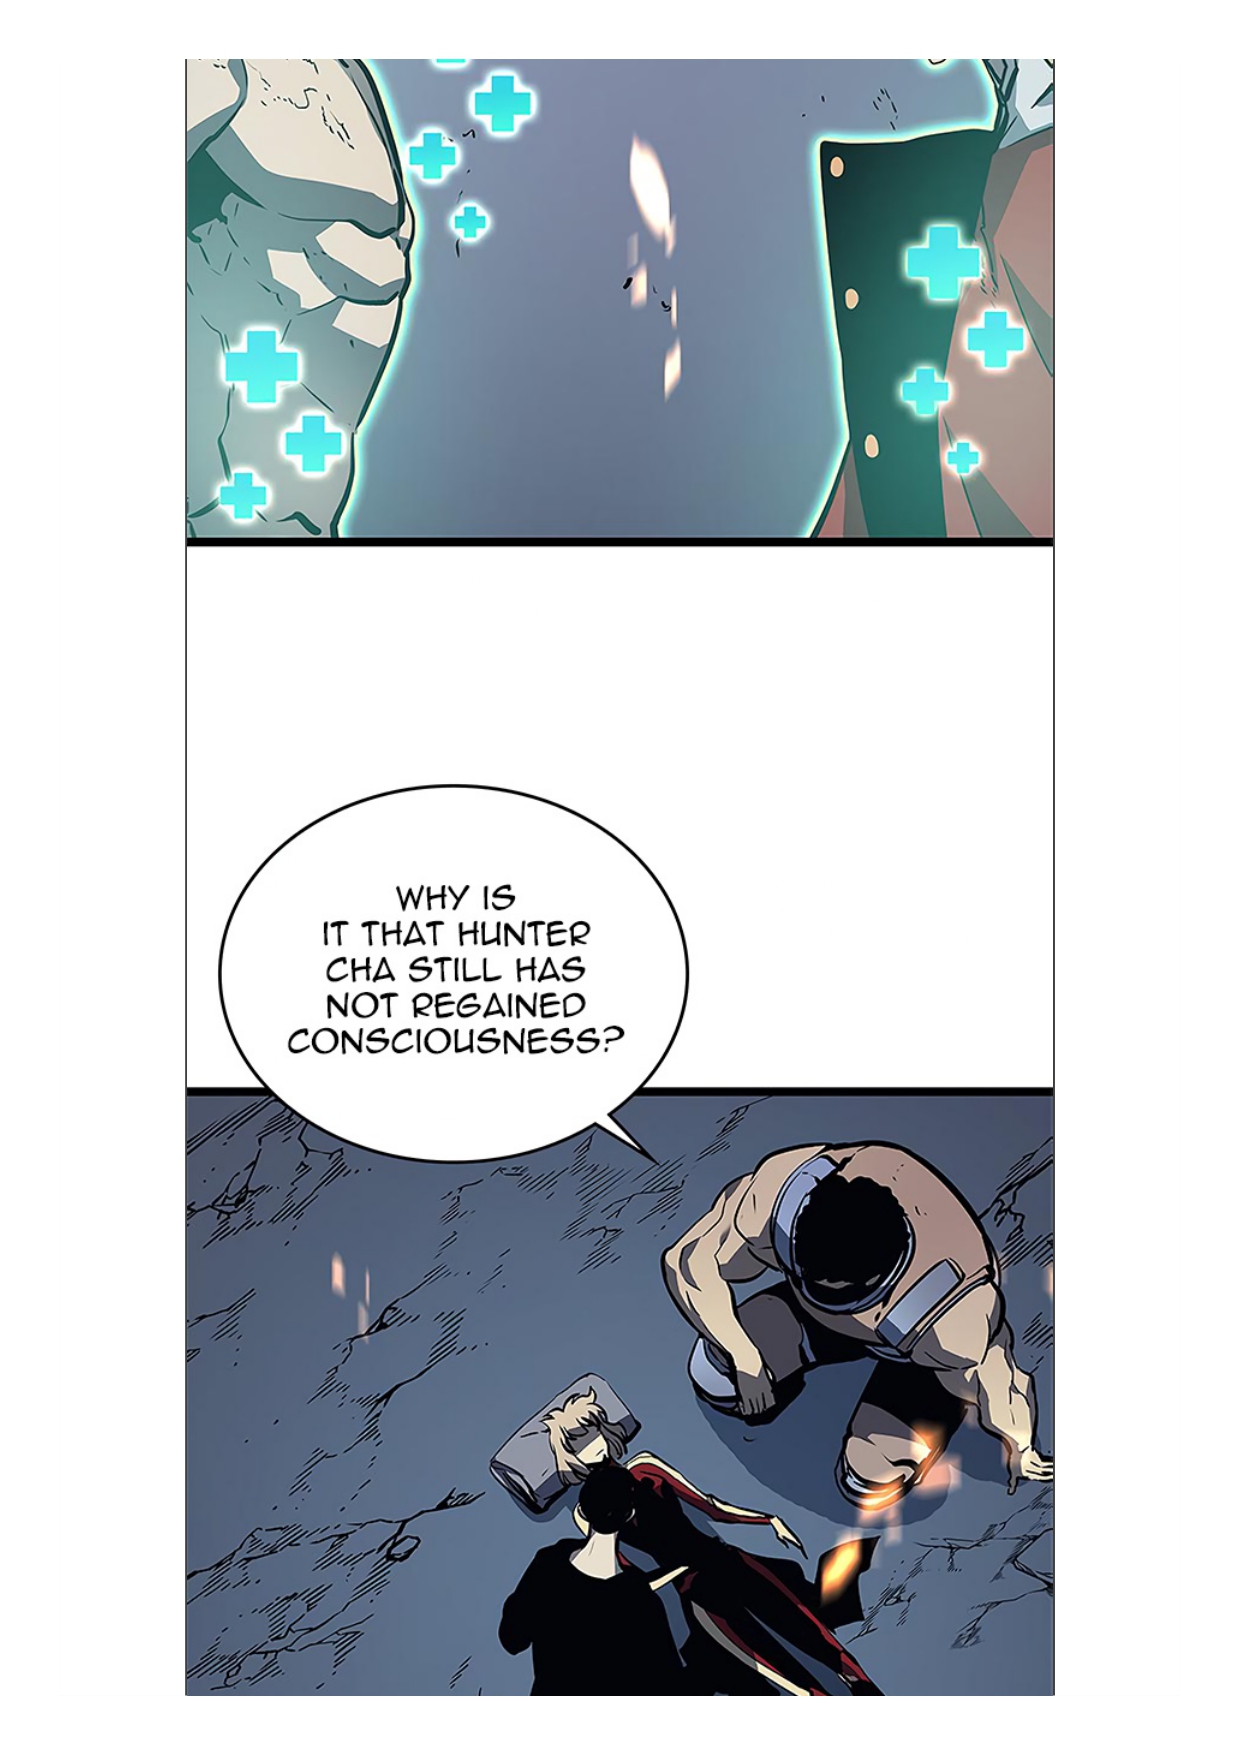 WHY IS
IT THAT HUNTER
CHA STILL HAS
NOT REGAINED
CONSCIOUSNESS?